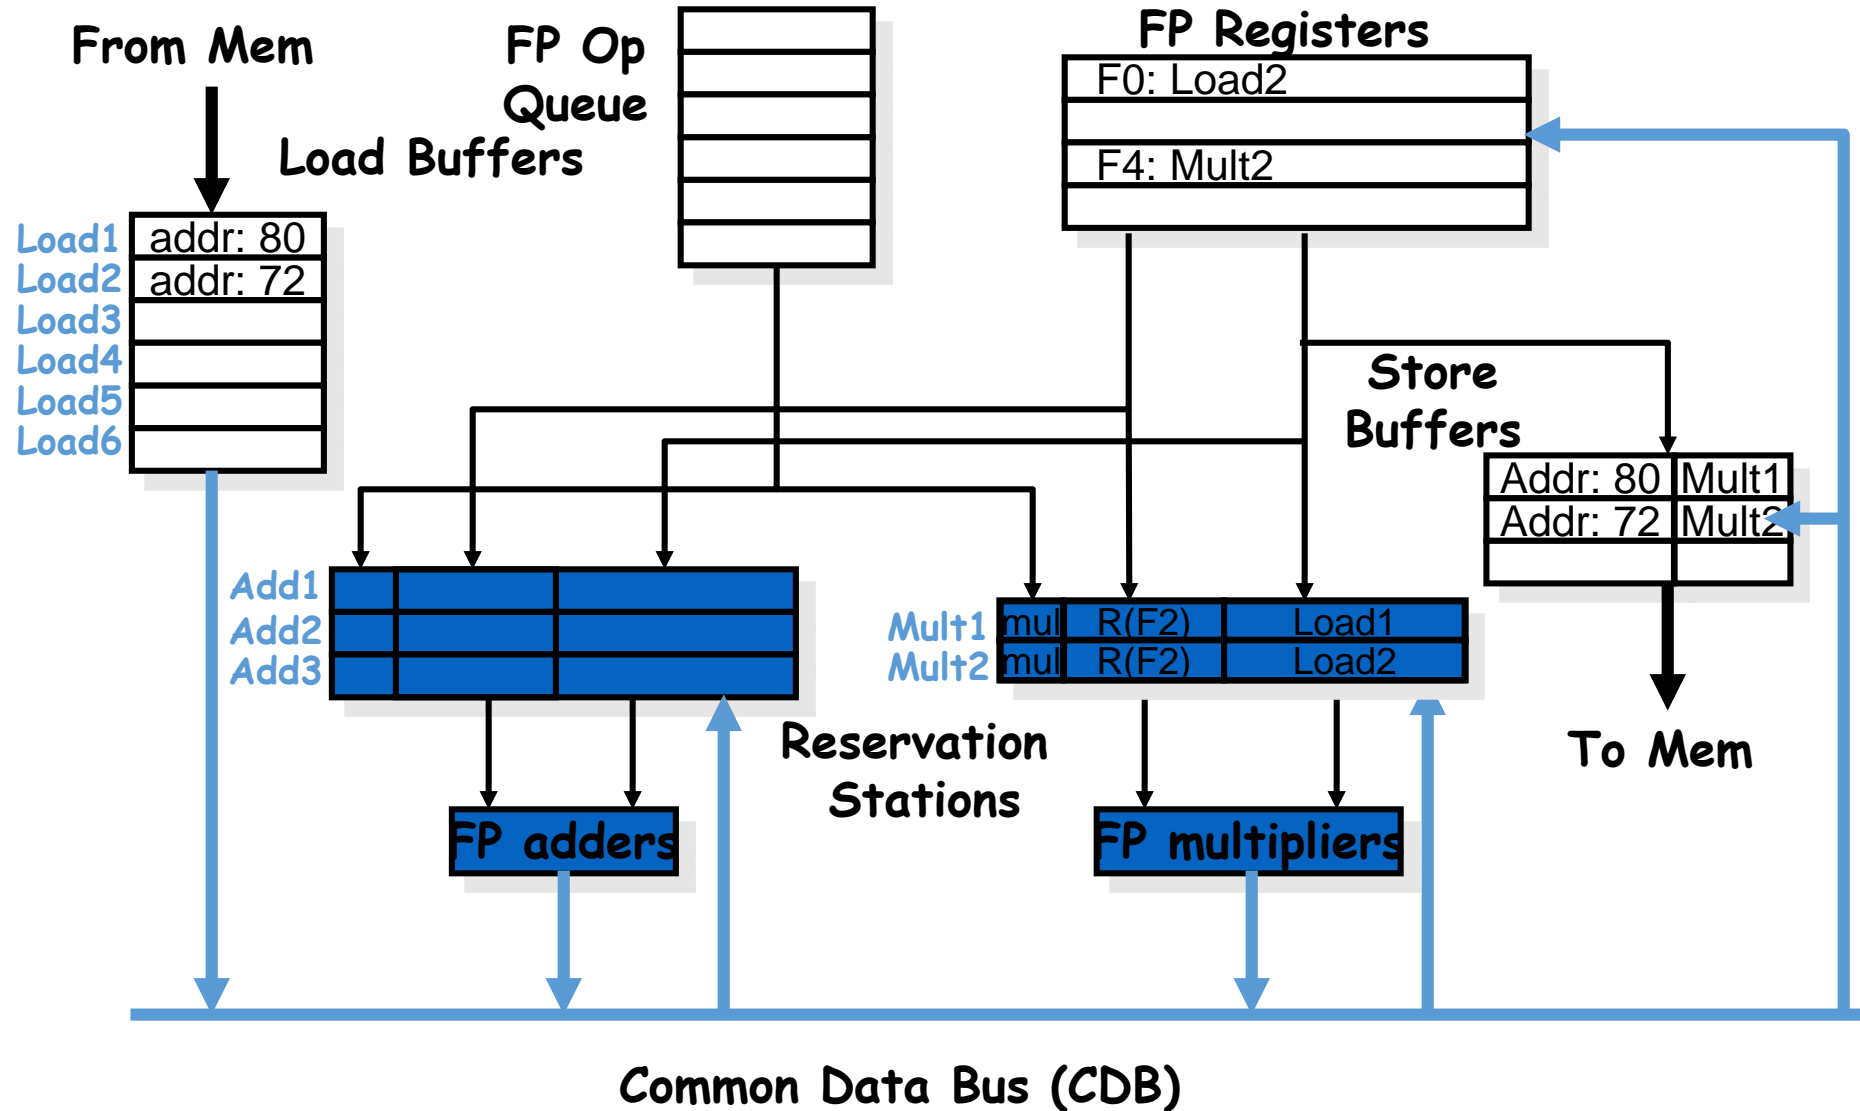 From Mem
FP Op
Queue
FP Registers
F0: Load2
F4: Mult2
Load Buffers
Load1
addr: 80
Load2
addr: 72
Load3
Load4
Load5
Load6
Store
Buffers
Addr: 80
Mult1
Addr: 72
Mult2
Add1
Add2
Add3
Mult1
mul
R(F2)
Load1
Mult2
mul
R(F2)
Load2
Reservation
Stations
To Mem
FP adders
FP multipliers
Common Data Bus (CDB)